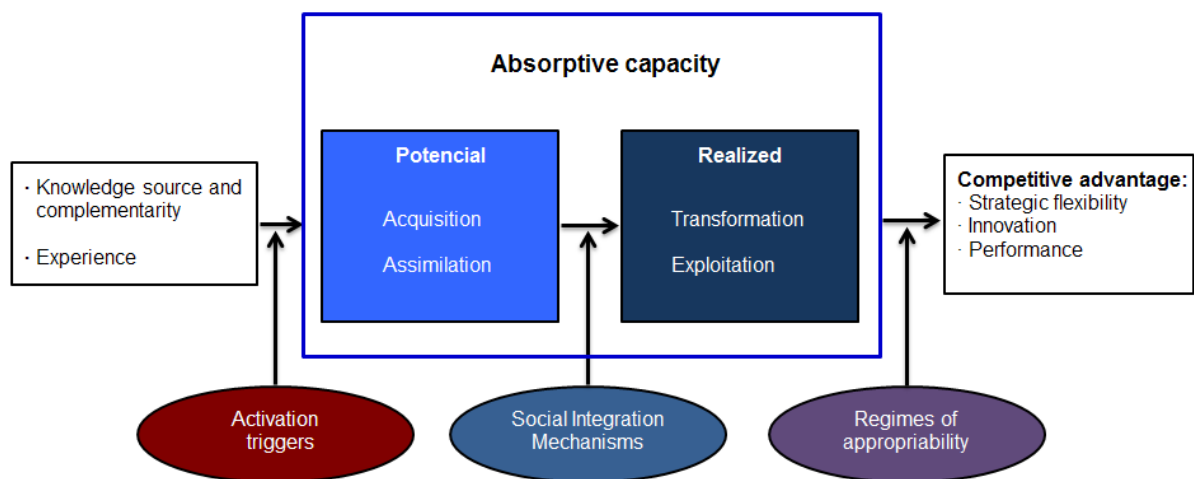 Absorptive capacity
· Knowledge source and
complementarity
· Experience
Potencial
Acquisition
Assimilation
Realized
Transformation
Exploitation
Competitive advantage:
· Strategic flexibility
· Innovation
· Performance
Activation
triggers
Social Integration
Mechanisms
Regimes of
appropriability